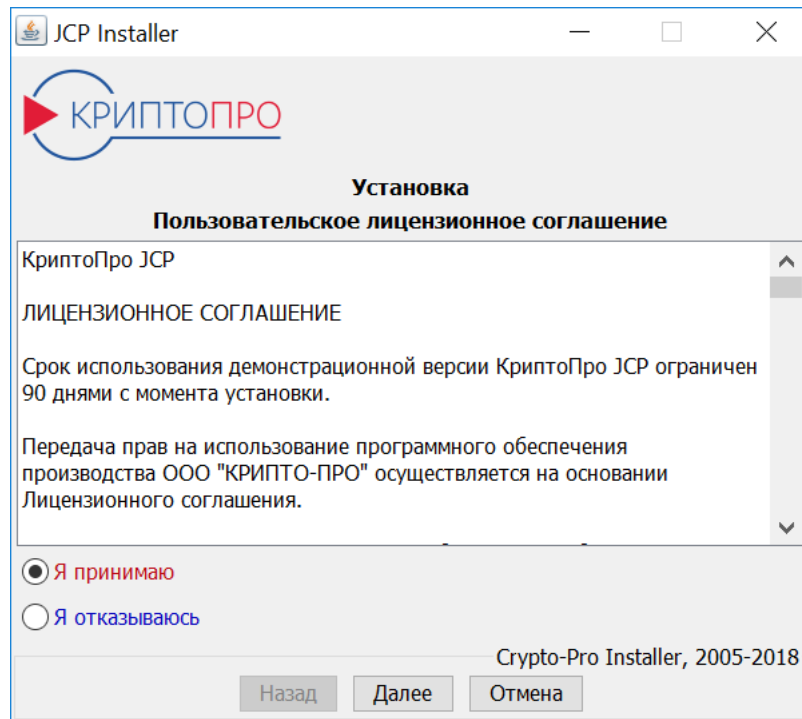 JCP Installer
КРИПТОПРО
Установка
Пользовательское лицензионное соглашение
КриптоПро JCP
ЛИЦЕНЗИОННОЕ СОГЛАШЕНИЕ
Срок использования демонстрационной версии КриптоПро JCP ограничен
90 днями с момента установки.
Передача прав на использование программного обеспечения
производства ООО "КРИПТО-ПРО" осуществляется на основании
Лицензионного соглашения.
Я принимаю
Я отказываюсь
Crypto-Pro Installer, 2005-2018
Назад Далее Отмена